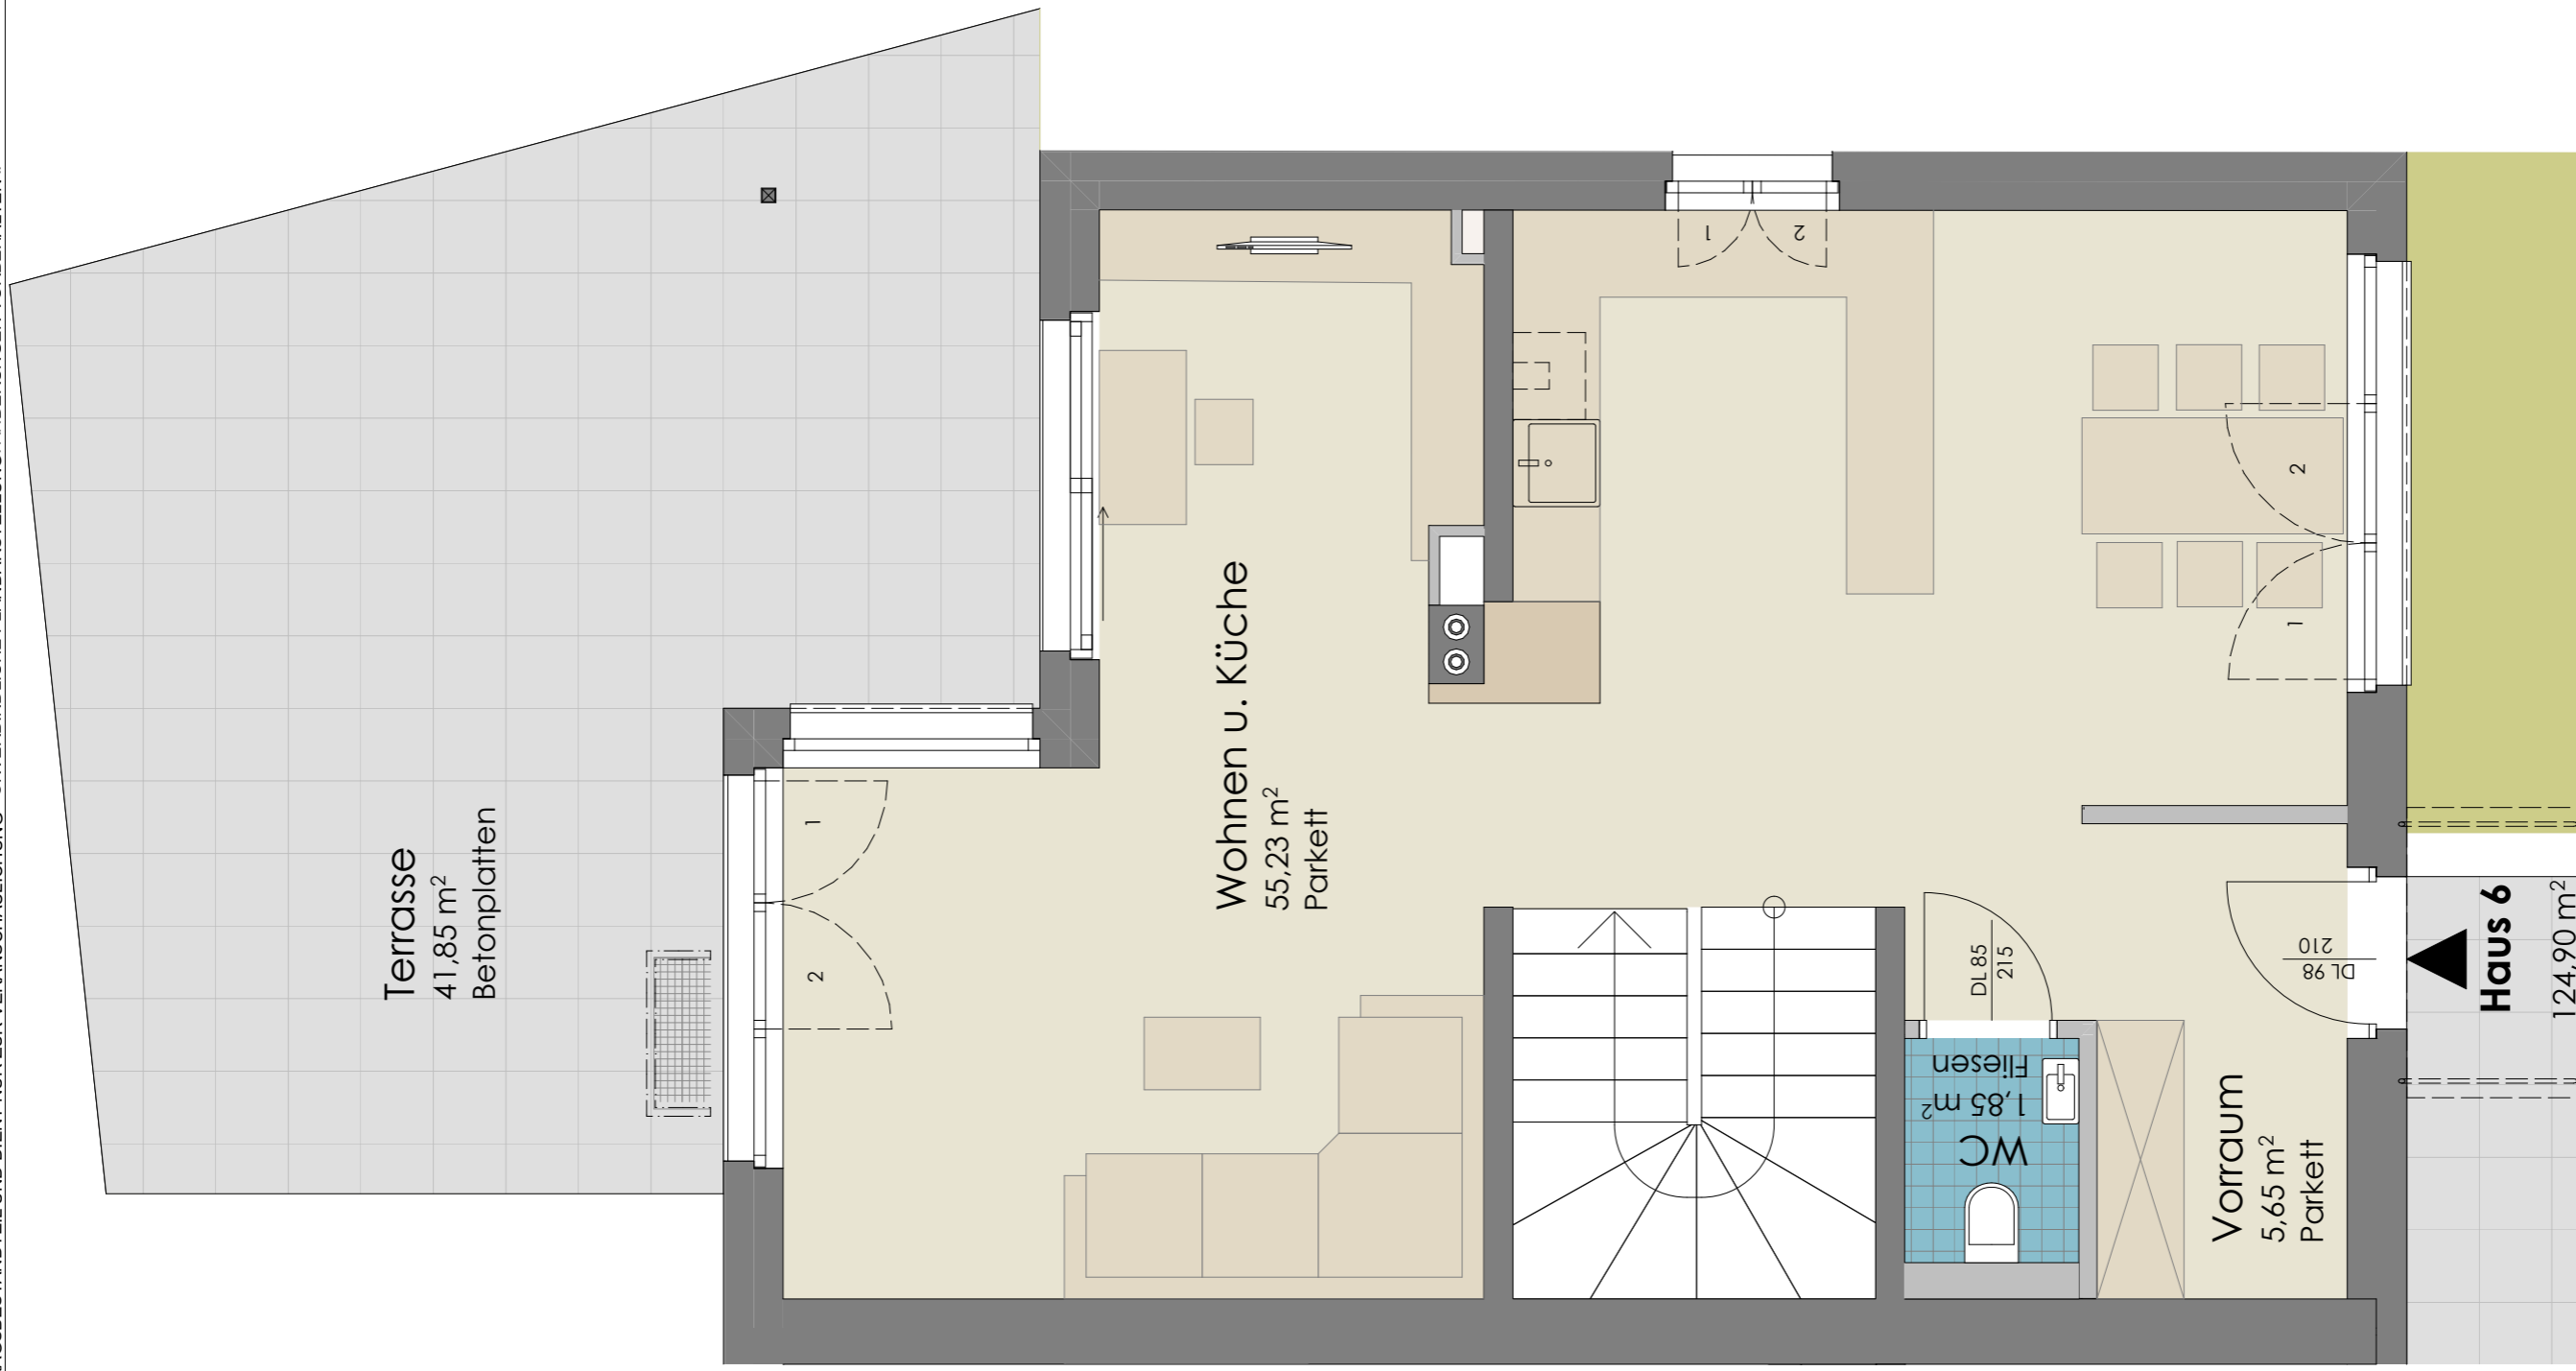 Terrasse
41,85 m²
Betonplatten
Wohnen u. Küche
55,23 m²
Parkett
1
2
1
2
2
1
DL 85
215
DL 98
210
WC
1,85 m²
Fliesen
Vorraum
5,65 m²
Parkett
Haus 6
124,90 m²